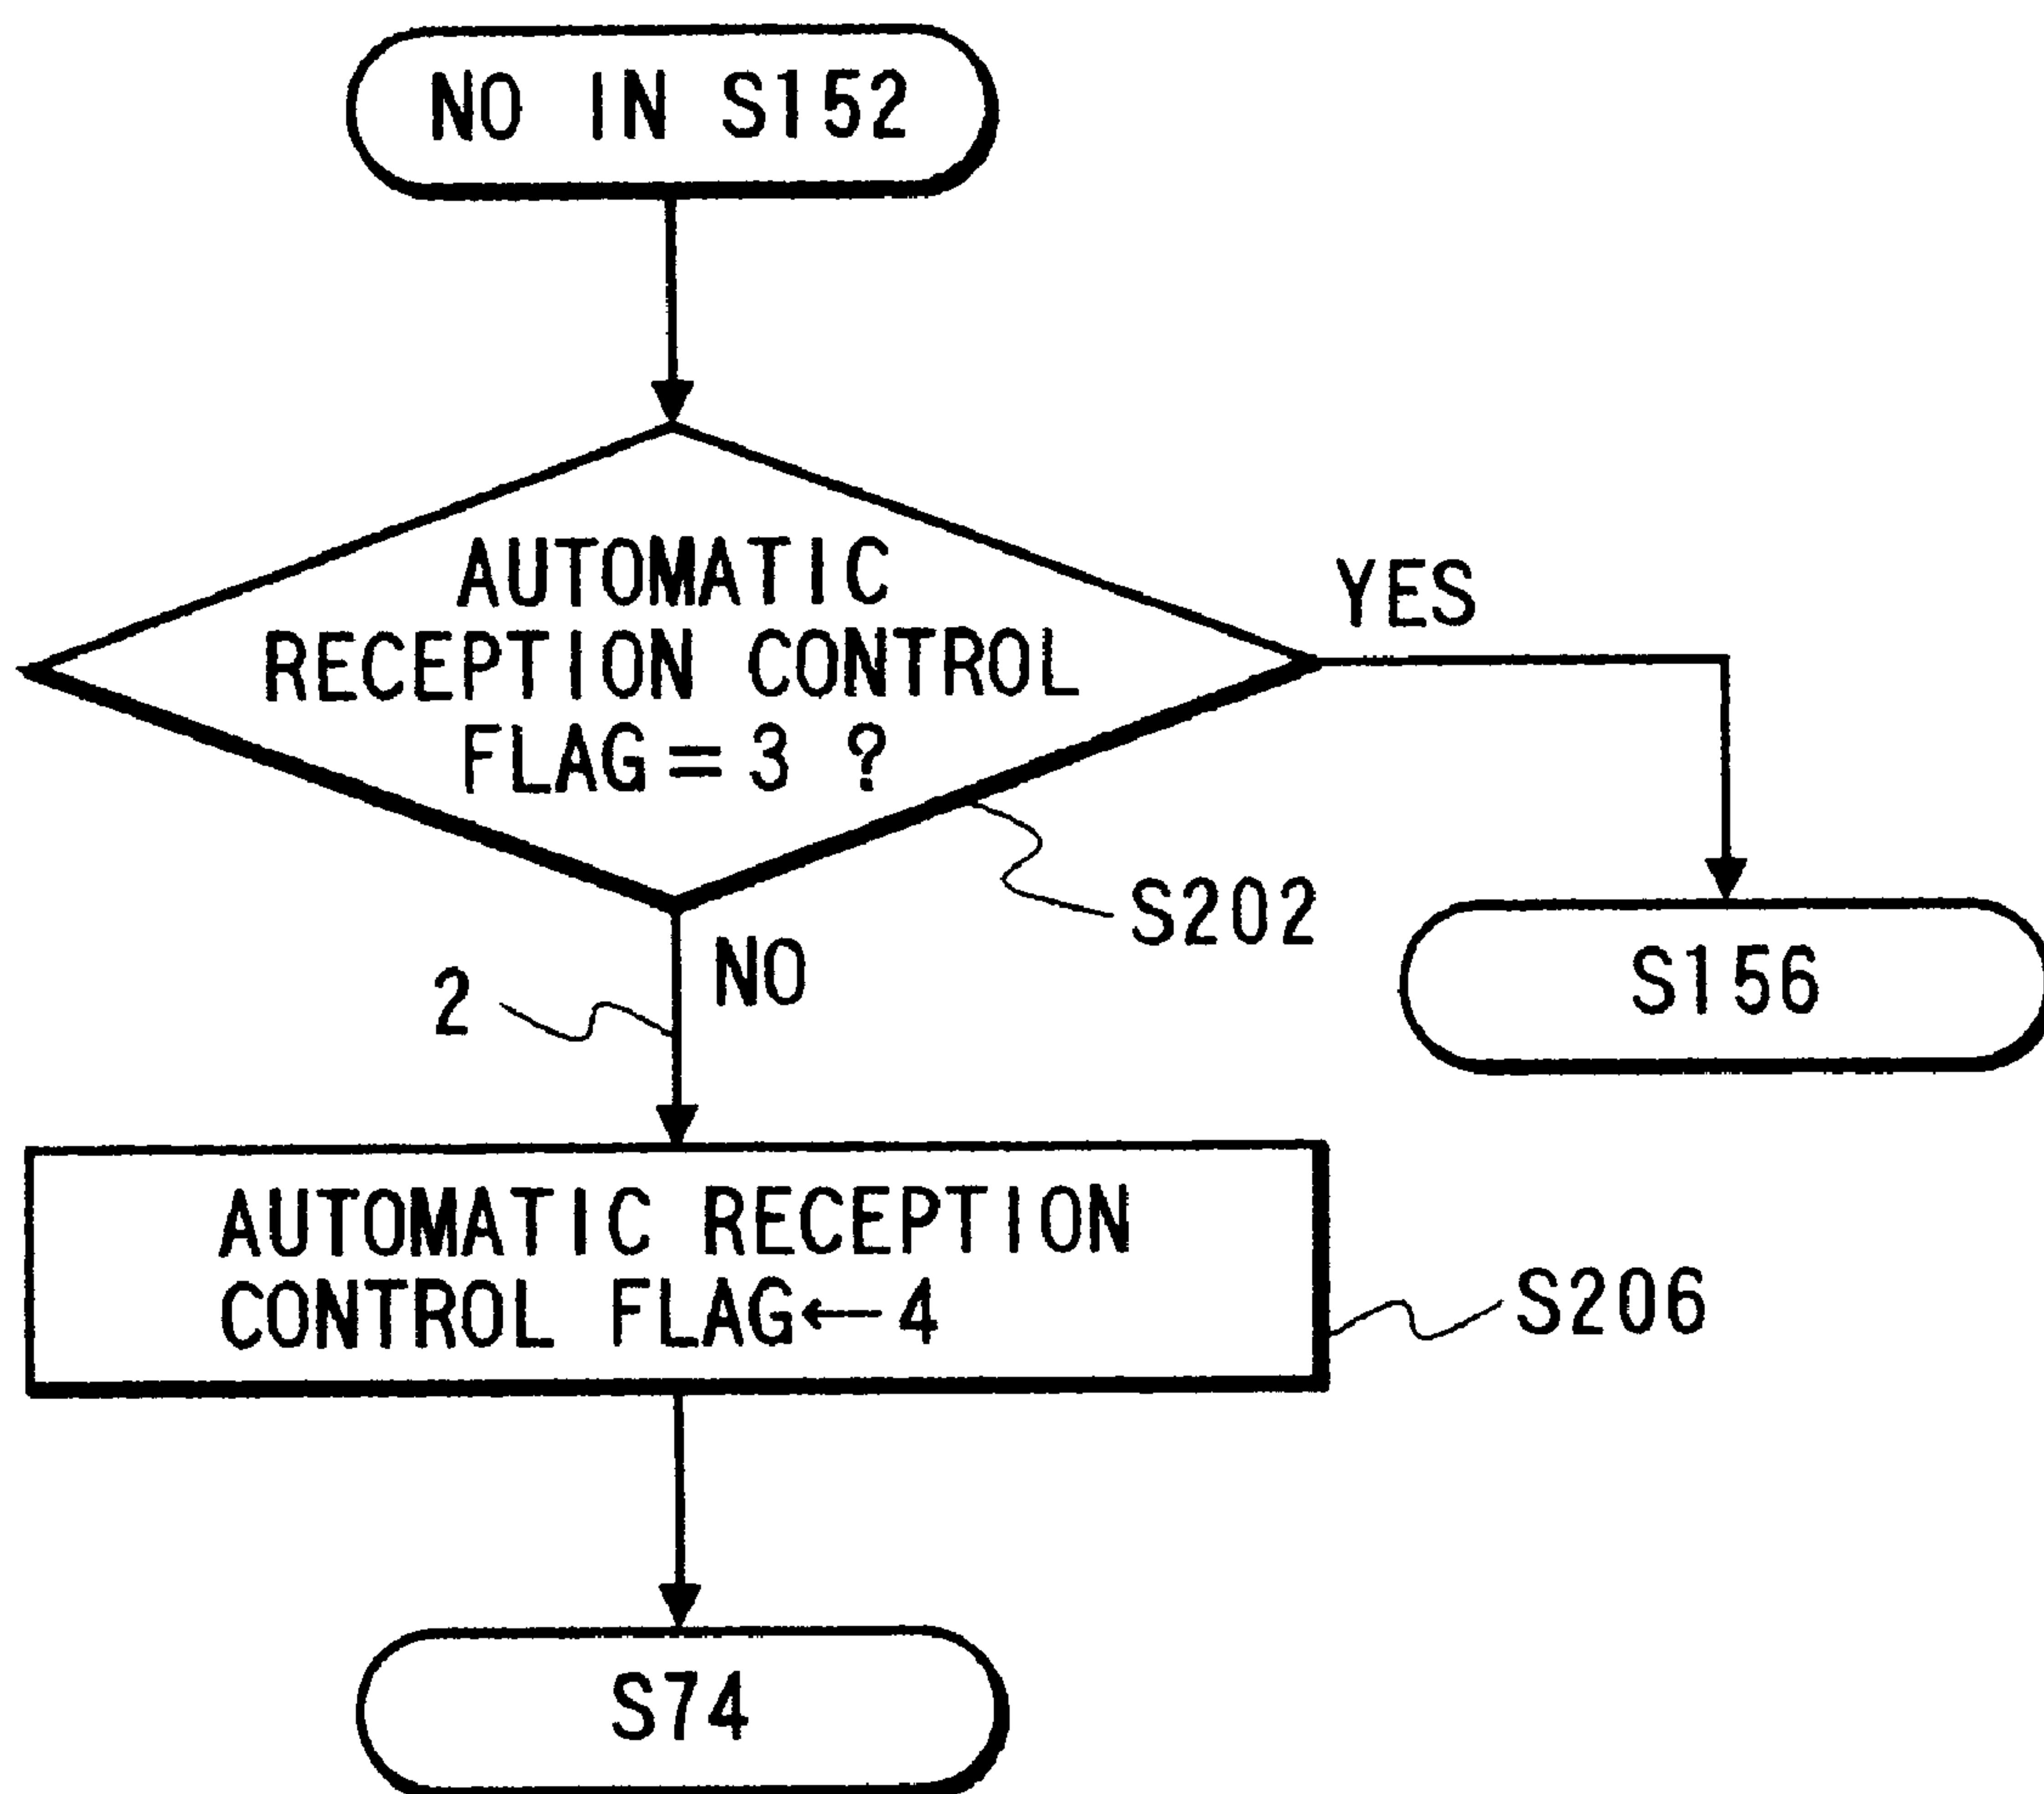 NO IN S152
AUTOMATIC
RECEPTION CONTROL
FLAG=3 ?
YES
S202
NO
2
S156
AUTOMATIC RECEPTION
CONTROL FLAG←4
S206
S74